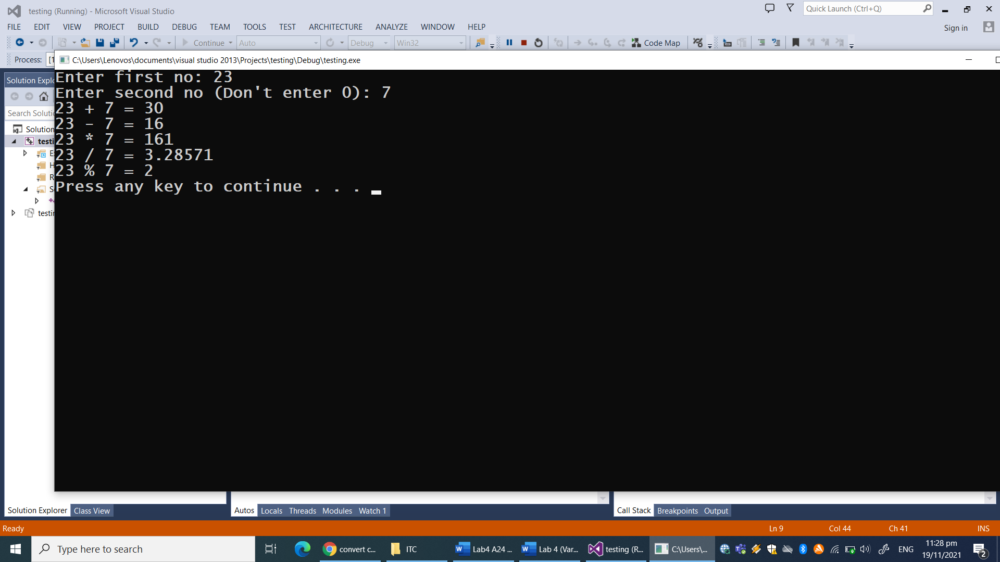 testing (Running) - Microsoft Visual Studio
Quick Launch (Ctrl+Q)
FILE EDIT VIEW PROJECT BUILD DEBUG TEAM TOOLS TEST ARCHITECTURE ANALYZE WINDOW HELP
Sign in
Continue Auto Debug Win32 Code Map
Process: [1
C:\Users\Lenovos\documents\visual studio 2013\Projects\testing\Debug\testing.exe
Solution Explo
Search Solutio
Solution
testi
E
H
R
S
testin
Enter first no: 23
Enter second no (Don't enter 0): 7
23 + 7 = 30
23 - 7 = 16
23 * 7 = 161
23 / 7 = 3.28571
23 % 7 = 2
Press any key to continue . . .
Solution Explorer Class View
Autos Locals Threads Modules Watch 1
Call Stack Breakpoints Output
Ready
Ln 9 Col 44 Ch 41 INS
Type here to search
convert c...
ITC
Lab4 A24 ...
Lab 4 (Var...
testing (R...
C:\Users\...
ENG
11:28 pm
19/11/2021
2